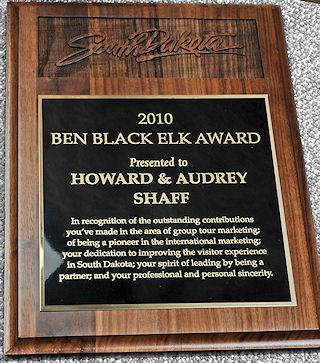 South Dakota
2010
BEN BLACK ELK AWARD
Presented to
HOWARD & AUDREY
SHAFF
In recognition of the outstanding contributions
you've made in the area of group tour marketing;
of being a pioneer in the international marketing;
your dedication to improving the visitor experience
in South Dakota; your spirit of leading by being a
partner; and your professional and personal sincerity.